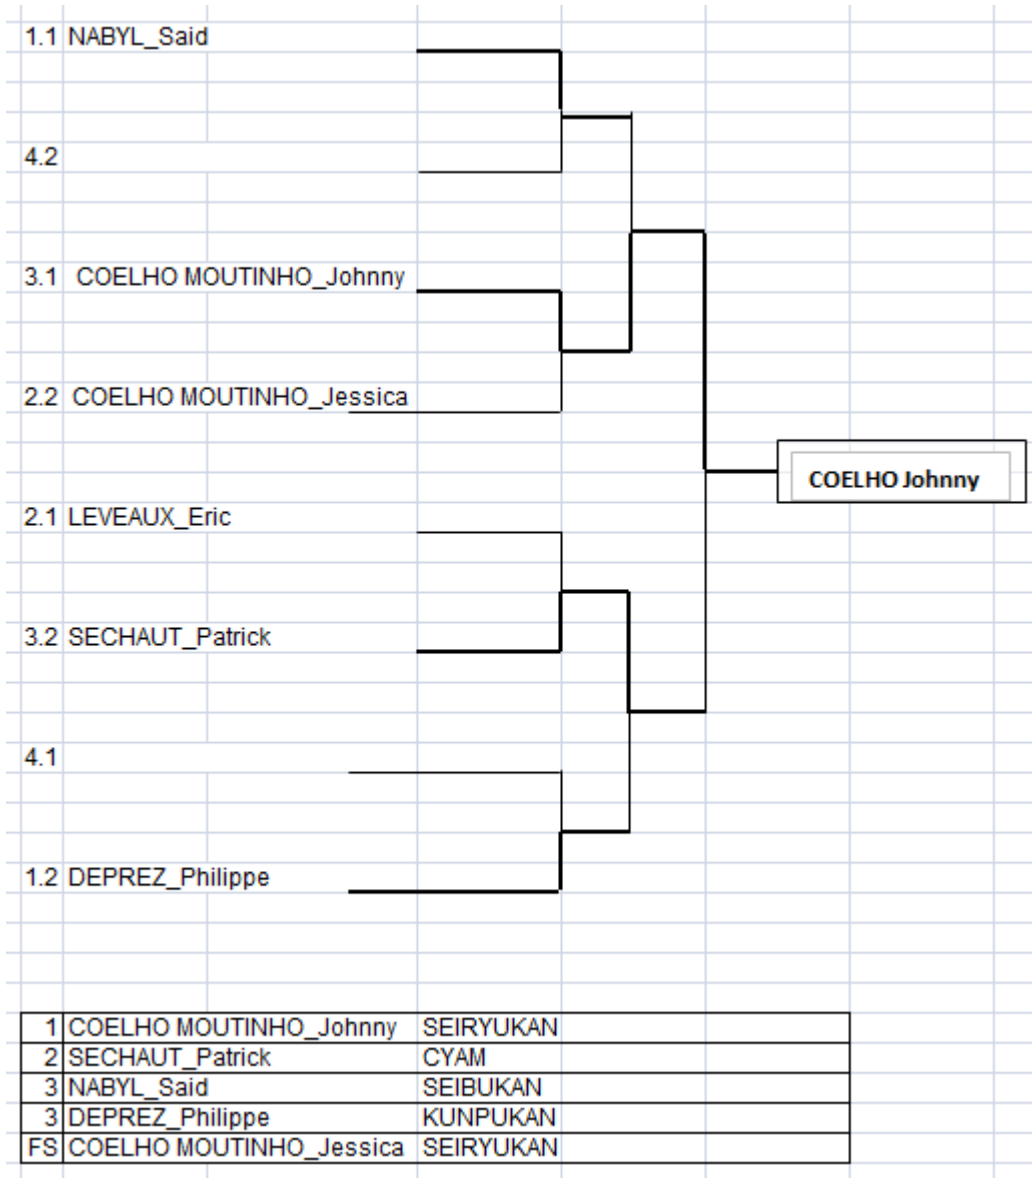 1.1 NABYL_Said
4.2
3.1 COELHO MOUTINHO_Johnny
2.2 COELHO MOUTINHO_Jessica
COELHO Johnny
2.1 LEVEAUX_Eric
3.2 SECHAUT_Patrick
4.1
1.2 DEPREZ_Philippe
1 COELHO MOUTINHO_Johnny SEIRYUKAN
2 SECHAUT_Patrick CYAM
3 NABYL_Said SEIBUKAN
3 DEPREZ_Philippe KUNPUKAN
FS COELHO MOUTINHO_Jessica SEIRYUKAN